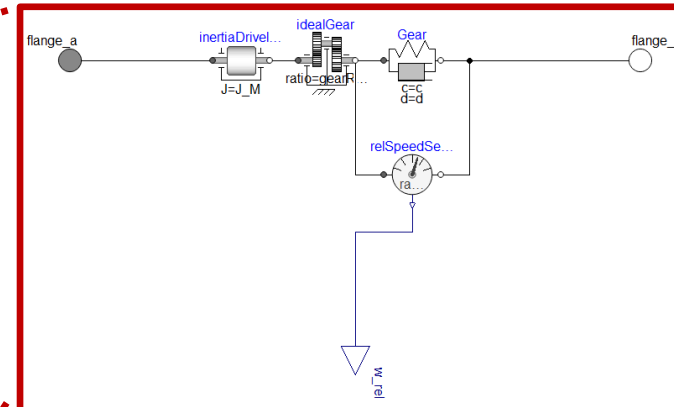 idealGear
flange_a
inertiaDrivel...
Gear
flange_
ratio=gearR...
J=J_M
c=c
d=d
relSpeedSe...
ra...
w_rel